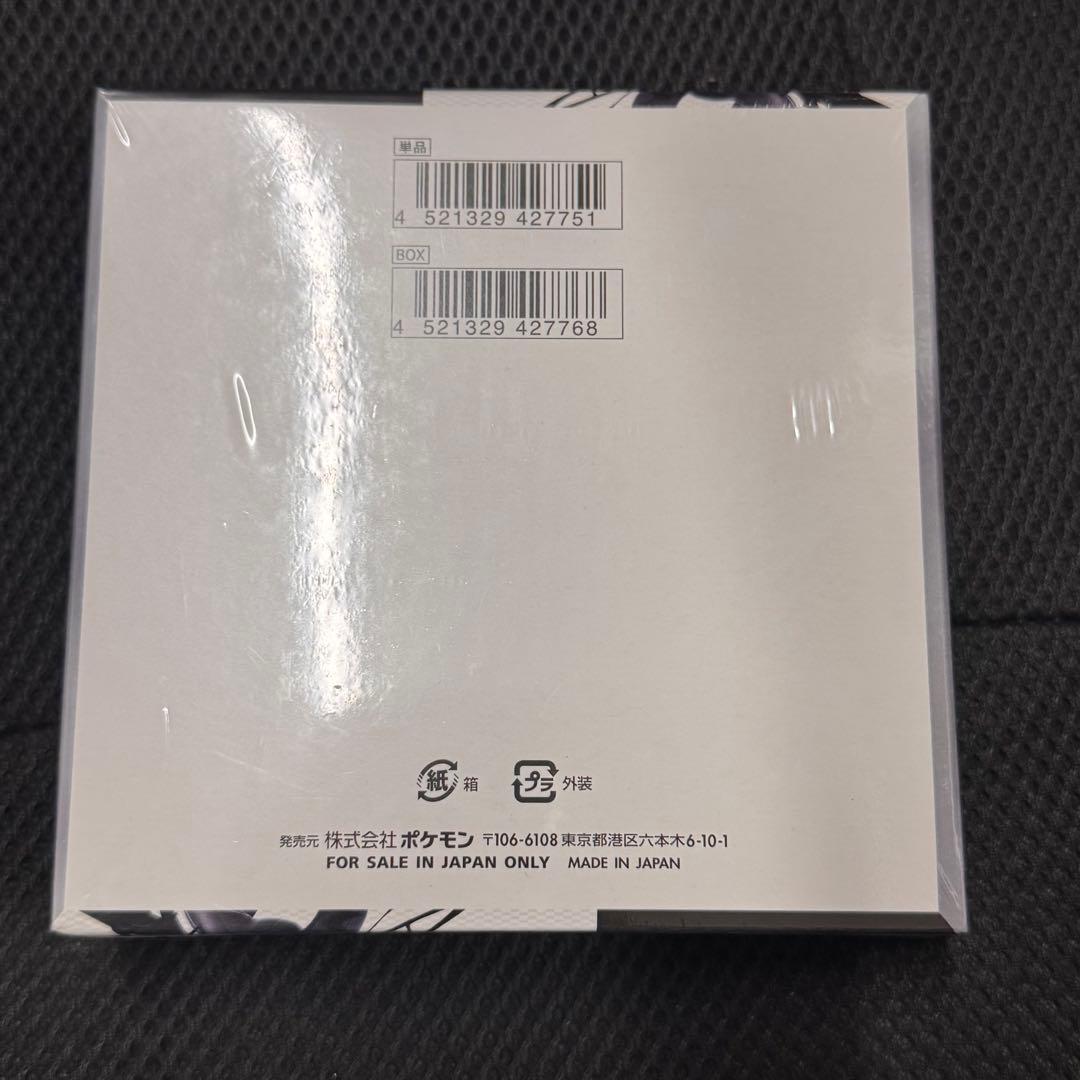 単品
4 521329 427751
BOX
4 521329 427768
紙 箱 プラ 外装
発売元 株式会社 ポケモン 〒106-6108 東京都港区六本木6-10-1
FOR SALE IN JAPAN ONLY MADE IN JAPAN